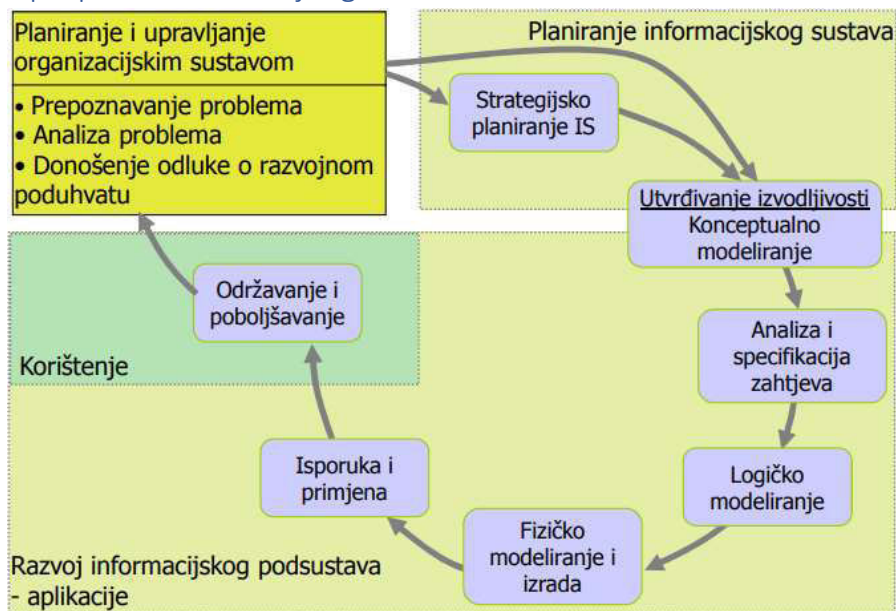 Planiranje i upravljanje
organizacijskim sustavom
• Prepoznavanje problema
• Analiza problema
• Donošenje odluke o razvojnom
poduhvatu
Planiranje informacijskog sustava
Strategijsko
planiranje IS
Utvrđivanje izvodljivosti
Konceptualno
modeliranje
Analiza i
specifikacija
zahtjeva
Logičko
modeliranje
Fizičko
modeliranje i
izrada
Isporuka i
primjena
Održavanje i
poboljšavanje
Korištenje
Razvoj informacijskog podsustava
- aplikacije